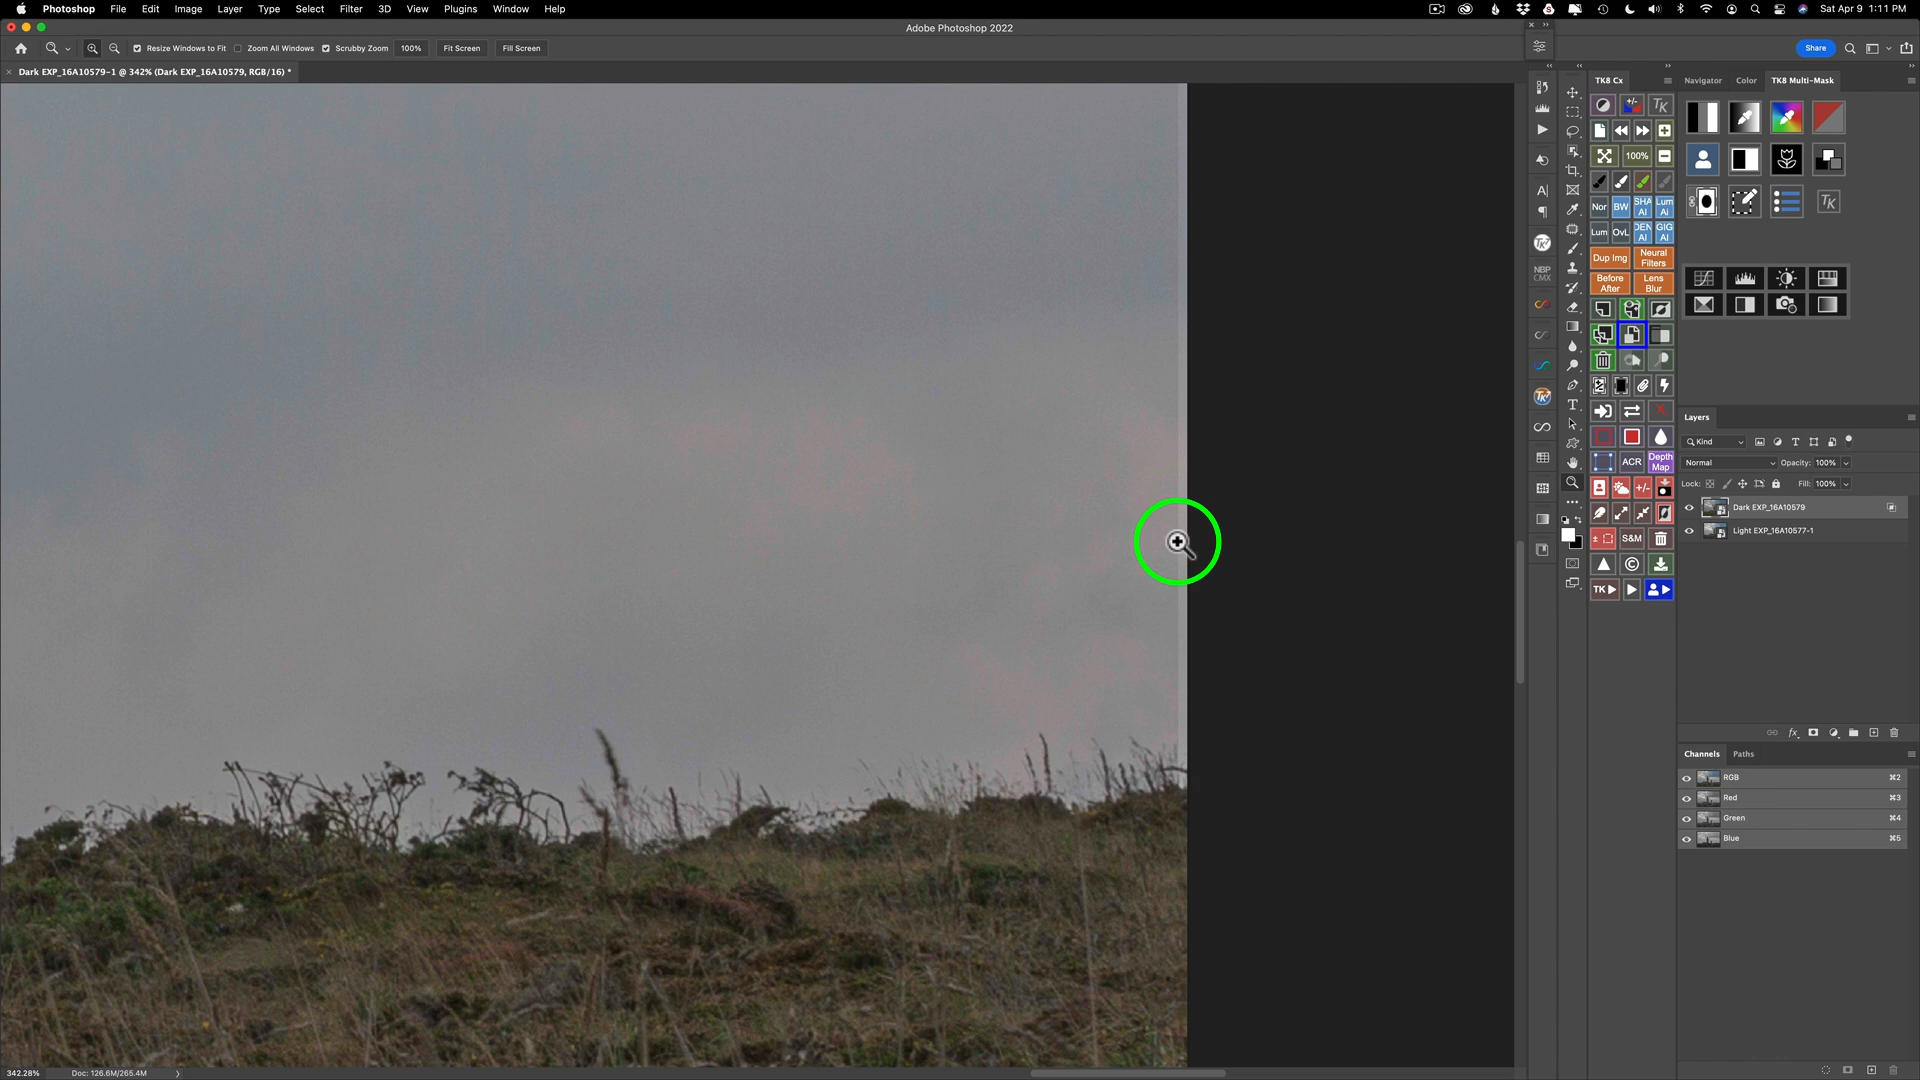 Photoshop File Edit Image Layer Type Select Filter 3D View Plugins Window Help
Sat Apr 9 1:11 PM
Adobe Photoshop 2022
Resize Windows to Fit Zoom All Windows Scrubby Zoom 100% Fit Screen Fill Screen
Share
Dark EXP_16A10579-1 @ 342% (Dark EXP_16A10579, RGB/16) *
TK8 Cx
Navigator Color TK8 Multi-Mask
TK
100%
Nor BW SHA AI Lum Ai
Lum OvL DEN AI GIG AI
Dup Img Neural Filters
Before After Lens Blur
NBP CMX
ACR Depth Map
S&M
TK
Layers
Kind
Normal Opacity: 100%
Lock: Fill: 100%
Dark EXP_16A10579
Light EXP_16A10577-1
fx
Channels Paths
RGB ⌘2
Red ⌘3
Green ⌘4
Blue ⌘5
342.28% Doc: 126.6M/265.4M